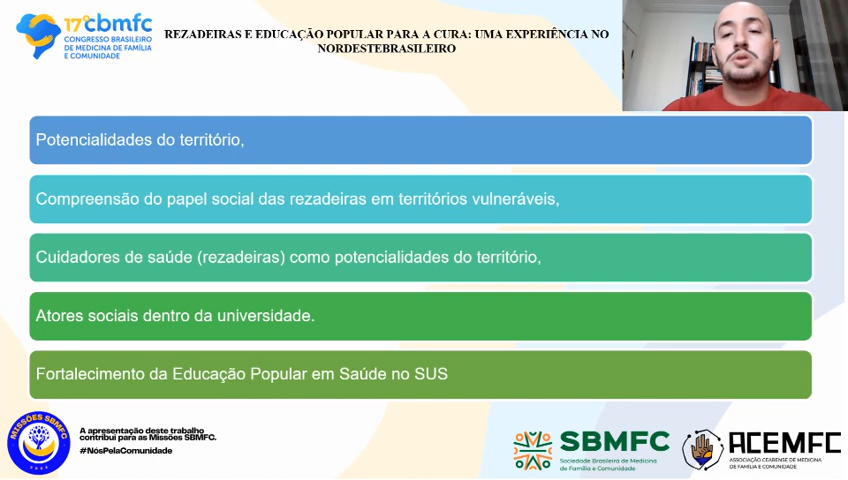 17º cbmfc
CONGRESSO BRASILEIRO
DE MEDICINA DE FAMÍLIA
E COMUNIDADE
REZADEIRAS E EDUCAÇÃO POPULAR PARA A CURA: UMA EXPERIÊNCIA NO
NORDESTEBRASILEIRO
Potencialidades do território,
Compreensão do papel social das rezadeiras em territórios vulneráveis,
Cuidadores de saúde (rezadeiras) como potencialidades do território,
Atores sociais dentro da universidade.
Fortalecimento da Educação Popular em Saúde no SUS
MISSÕES SBMFC
A apresentação deste trabalho
contribui para as Missões SBMFC.
#NósPelaComunidade
SBMFC
Sociedade Brasileira de Medicina
de Família e Comunidade
ACEMFC
ASSOCIAÇÃO CEARENSE DE MEDICINA
DE FAMÍLIA E COMUNIDADE